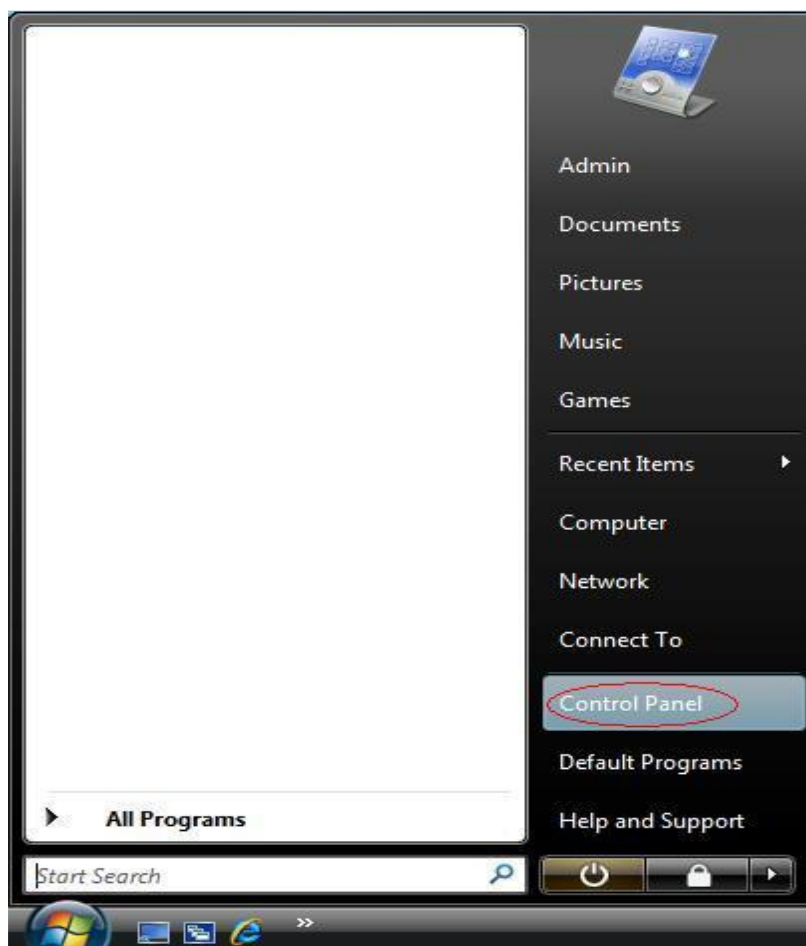 Admin
Documents
Pictures
Music
Games
Recent Items
Computer
Network
Connect To
Control Panel
Default Programs
Help and Support
All Programs
Start Search